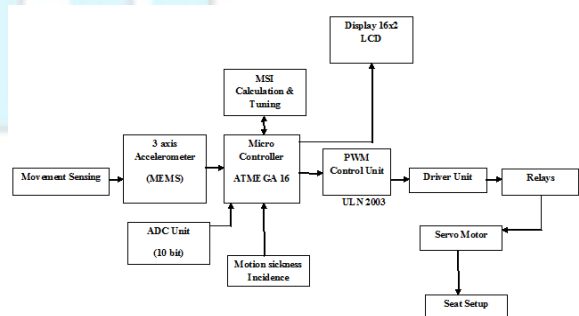 Display 16x2
LCD
MSI
Calculation &
Tuning
3 axis
Accelerometer
(MEMS)
Micro
Controller
ATMEGA 16
PWM
Control Unit
Movement Sensing
Driver Unit
Relays
ULN 2003
ADC Unit
(10 bit)
Motion sickness
Incidence
Servo Motor
Seat Setup